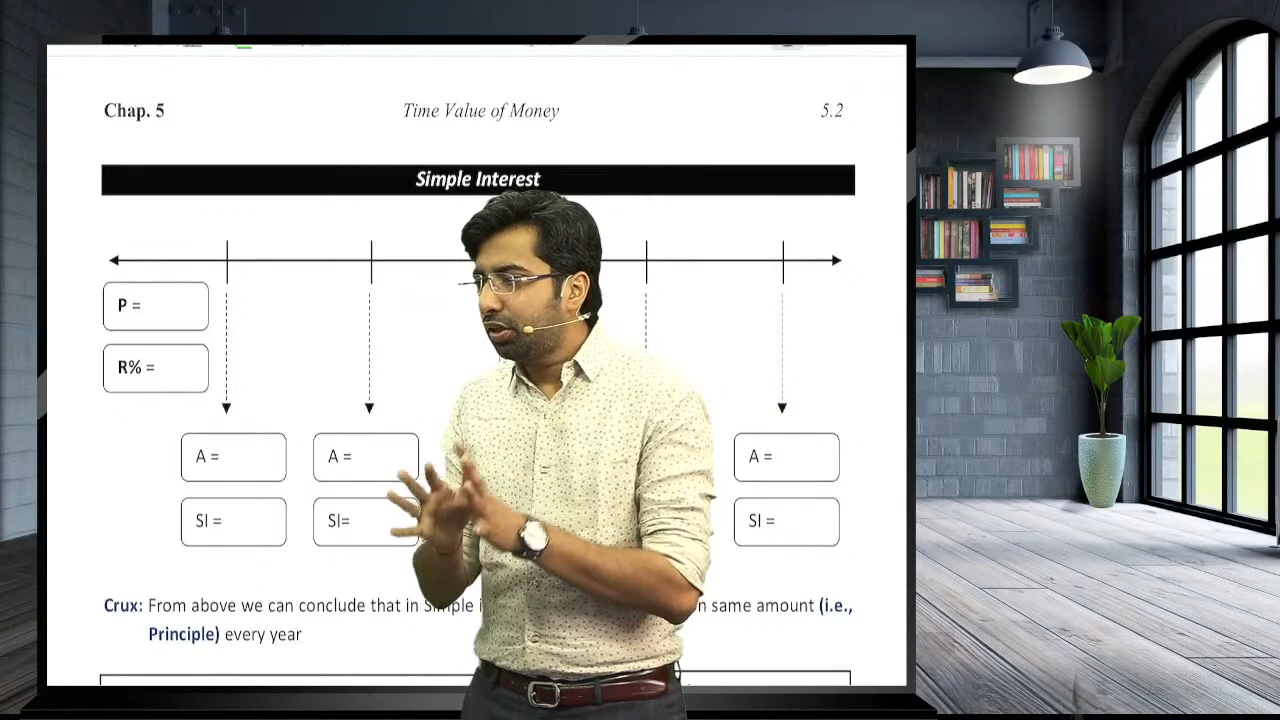 Chap. 5 Time Value of Money 5.2
Simple Interest
P =
R% =
A = A = A =
SI = SI= SI =
Crux: From above we can conclude that in Simple same amount (i.e.,
Principle) every year